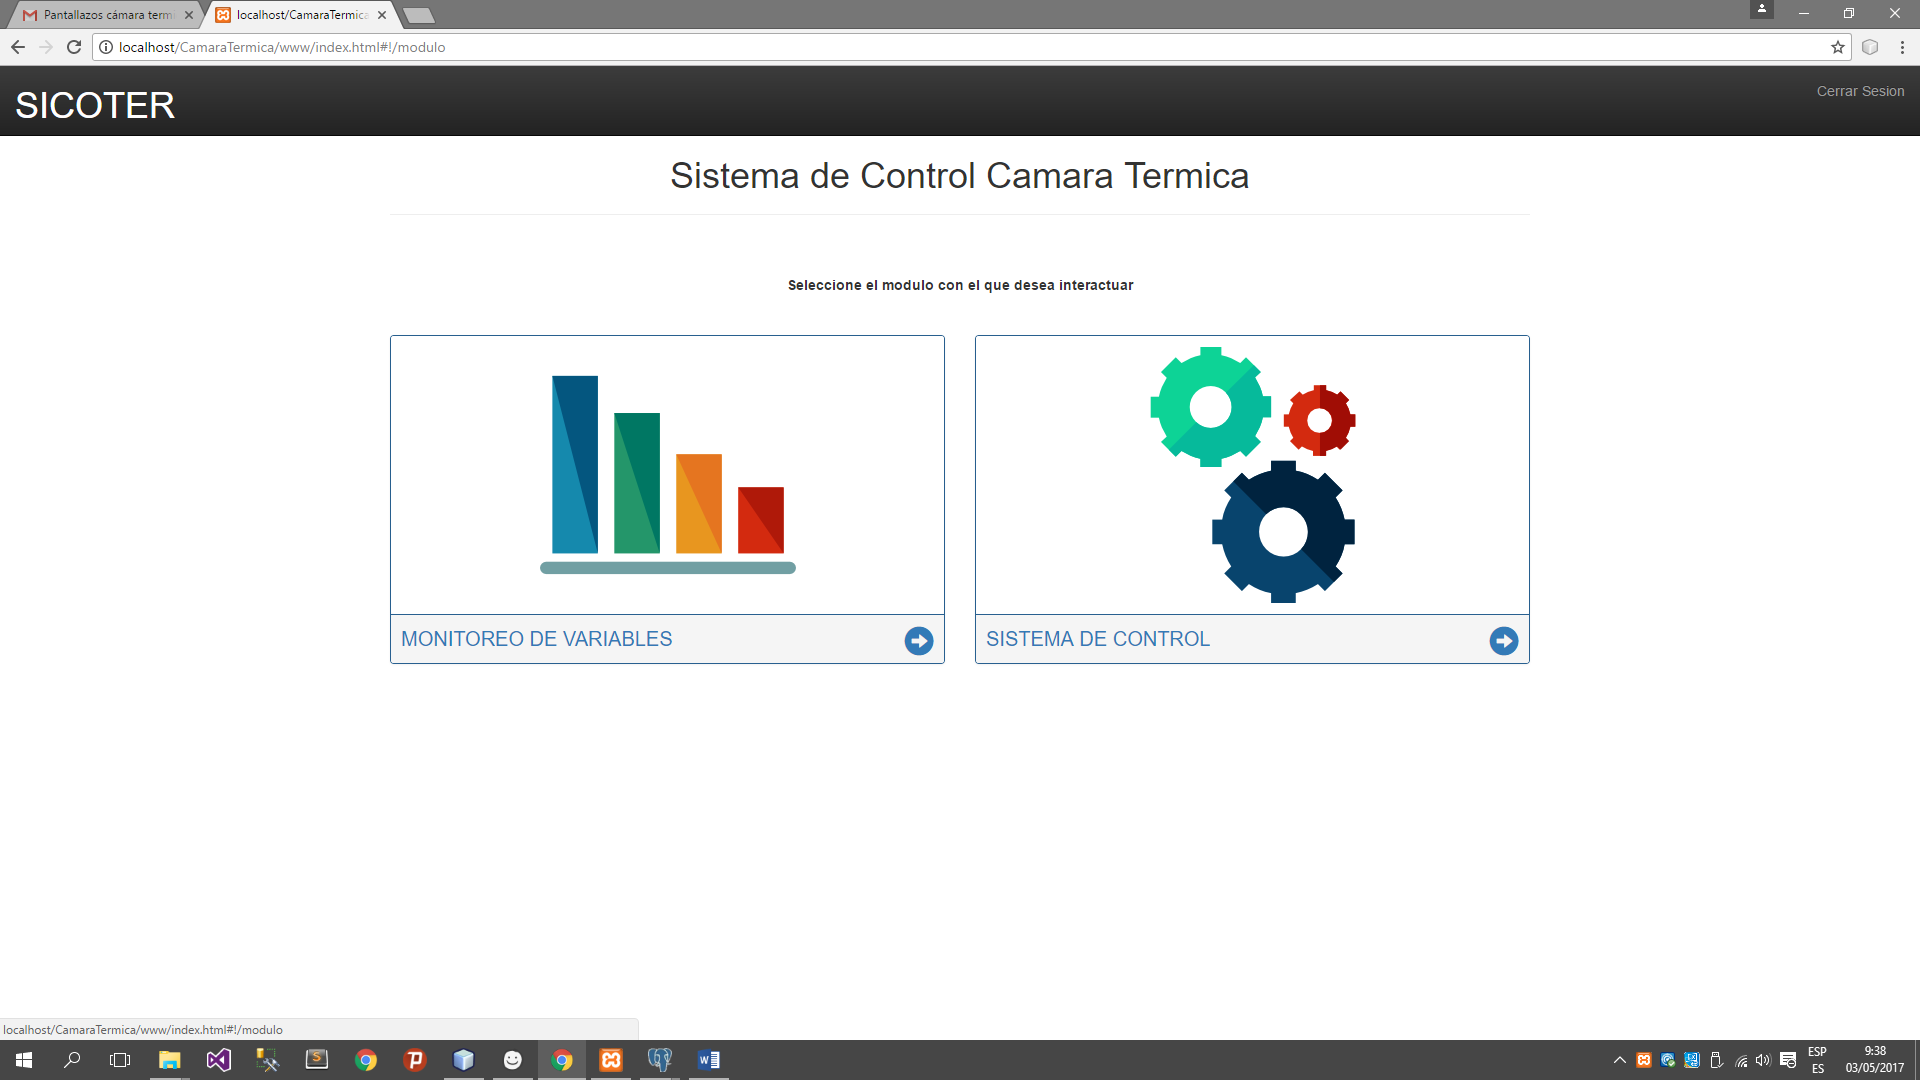 Pantallazos cámara term
localhost/CamaraTermica
localhost/CamaraTermica/www/index.html#!/modulo
SICOTER
Cerrar Sesion
Sistema de Control Camara Termica
Seleccione el modulo con el que desea interactuar
MONITOREO DE VARIABLES
SISTEMA DE CONTROL
localhost/CamaraTermica/www/index.html#!/modulo
ESP
ES
9:38
03/05/2017